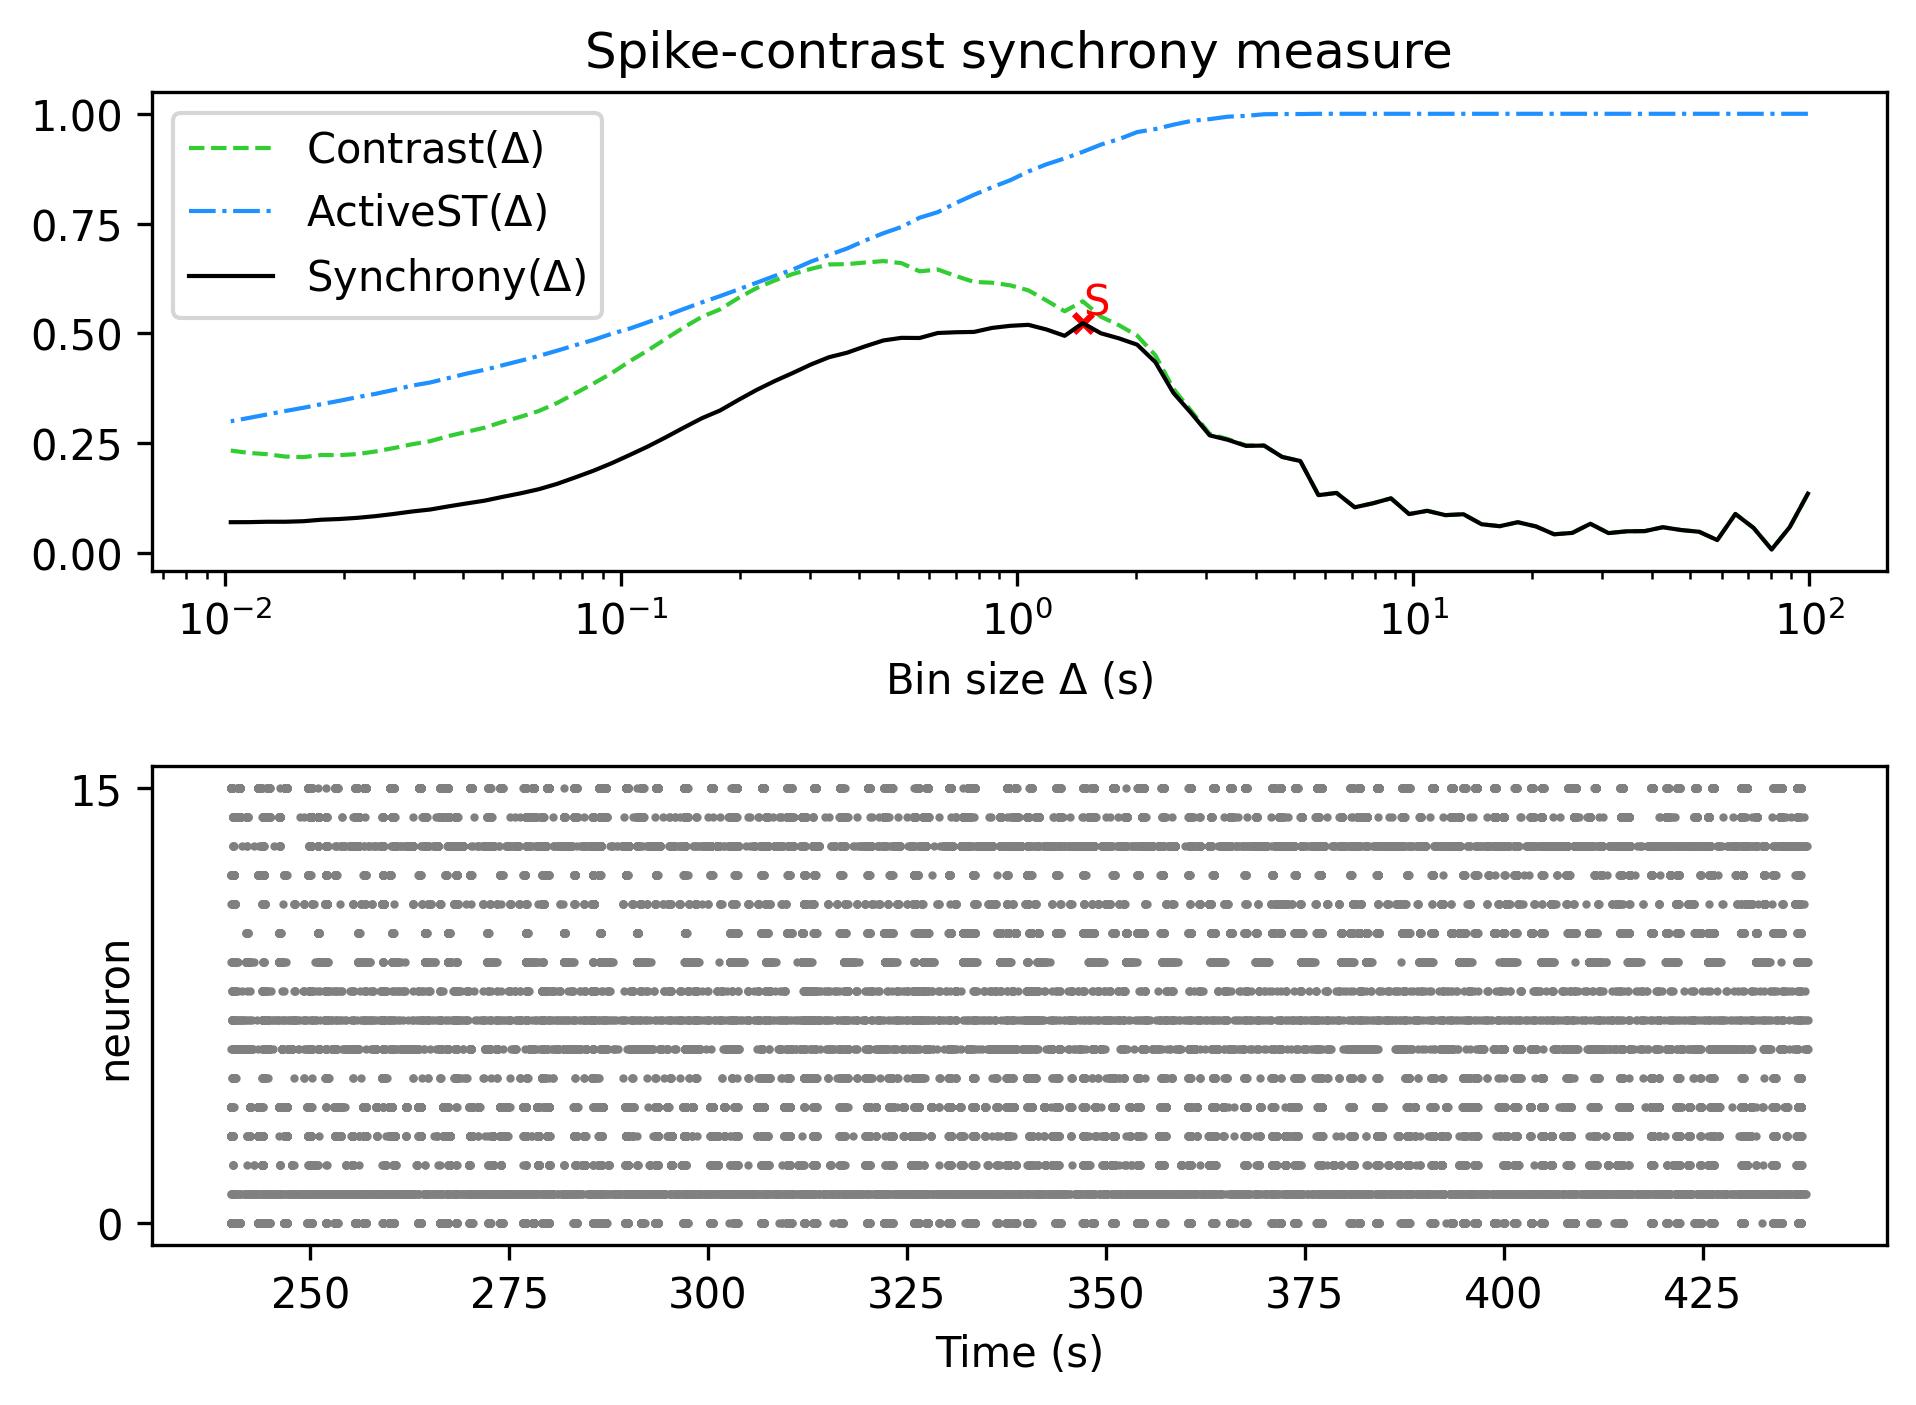 Spike-contrast synchrony measure
1.00
0.75
0.50
0.25
0.00
Contrast(Δ)
ActiveST(Δ)
Synchrony(Δ)
S
10⁻² 10⁻¹ 10⁰ 10¹ 10²
Bin size Δ (s)
15
0
neuron
250 275 300 325 350 375 400 425
Time (s)